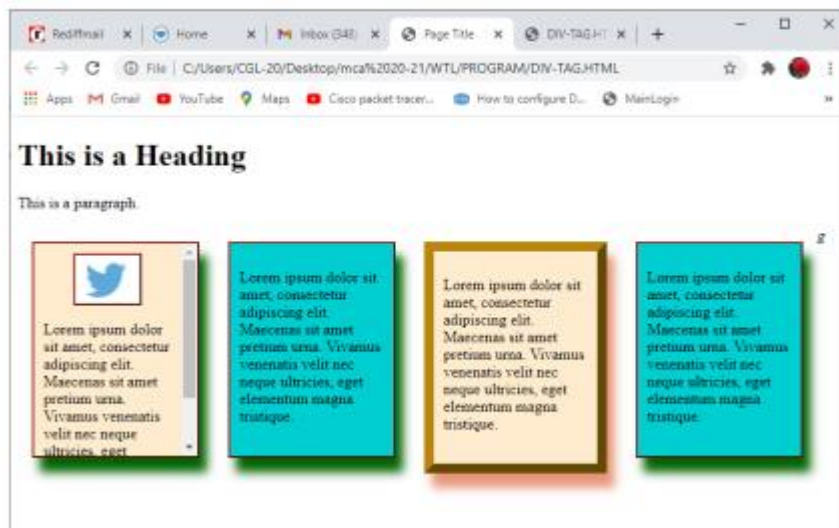 Rediffmail
Home
Inbox (348)
Page Title
DIV-TAG.HT
File | C:/Users/CGL-20/Desktop/mca%2020-21/WTL/PROGRAM/DIV-TAG.HTML
Apps Gmail YouTube Maps Cisco packet tracer... How to configure D... MainLogin
This is a Heading
This is a paragraph.
g
Lorem ipsum dolor
sit amet, consectetur
adipiscing elit.
Maecenas sit amet
pretium urna.
Vivamus venenatis
velit nec neque
ultricies, eget
Lorem ipsum dolor sit
amet, consectetur
adipiscing elit.
Maecenas sit amet
pretium urna. Vivamus
venenatis velit nec
neque ultricies, eget
elementum magna
tristique.
Lorem ipsum dolor sit
amet, consectetur
adipiscing elit.
Maecenas sit amet
pretium urna. Vivamus
venenatis velit nec
neque ultricies, eget
elementum magna
tristique.
Lorem ipsum dolor sit
amet, consectetur
adipiscing elit.
Maecenas sit amet
pretium urna. Vivamus
venenatis velit nec
neque ultricies, eget
elementum magna
tristique.